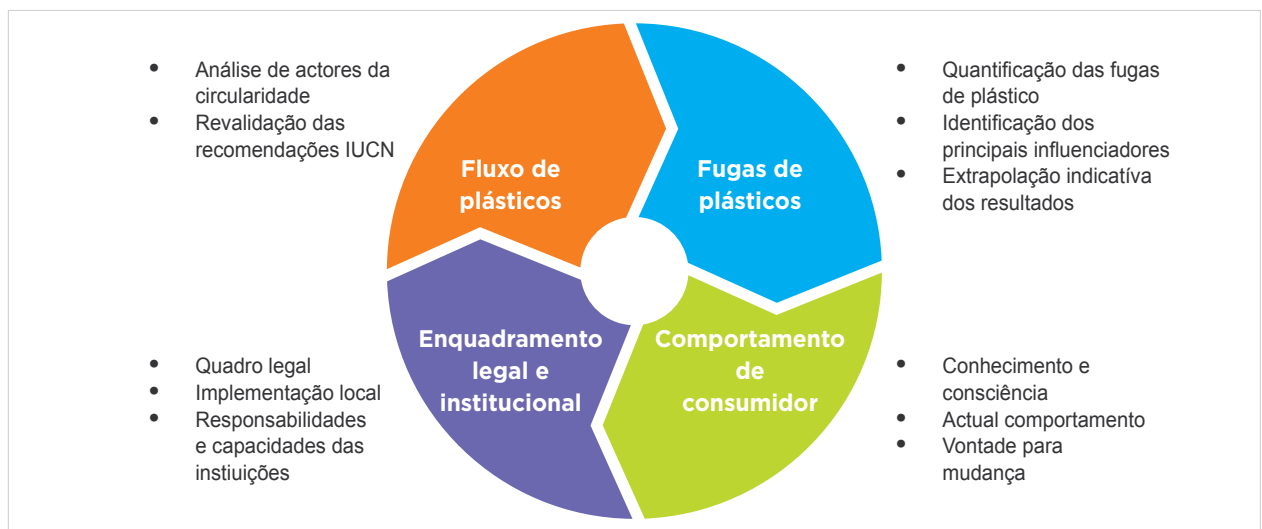 • Análise de actores da
circularidade
• Revalidação das
recomendações IUCN
Fluxo de
plásticos
Fugas de
plásticos
• Quantificação das fugas
de plástico
• Identificação dos
principais influenciadores
• Extrapolação indicatíva
dos resultados
• Quadro legal
• Implementação local
• Responsabilidades
e capacidades das
instiuições
Enquadramento
legal e
institucional
Comportamento
de
consumidor
• Conhecimento e
consciência
• Actual comportamento
• Vontade para
mudança